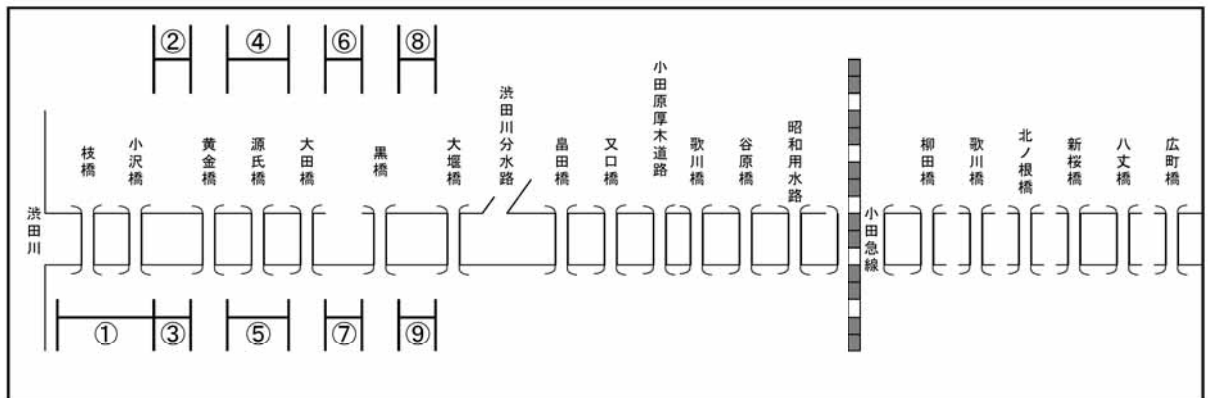 ②
④
⑥
⑧
渋田川
枝橋
小沢橋
黄金橋
源氏橋
大田橋
黒橋
大堰橋
渋田川分水路
畠田橋
又口橋
小田原厚木道路
歌川橋
谷原橋
昭和用水路
小田急線
柳田橋
歌川橋
北ノ根橋
新桜橋
八丈橋
広町橋
①
③
⑤
⑦
⑨